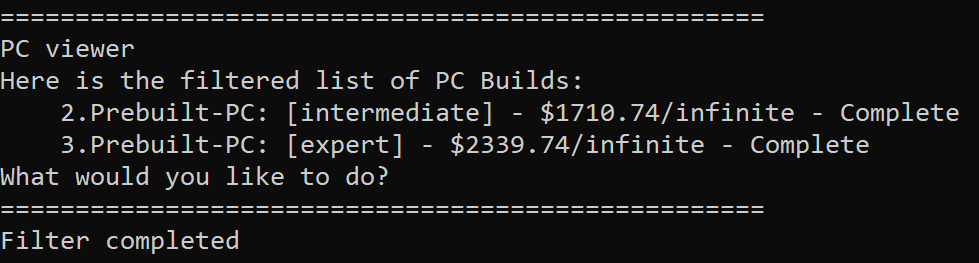 ===================================================
PC viewer
Here is the filtered list of PC Builds:
    2.Prebuilt-PC: [intermediate] - $1710.74/infinite - Complete
    3.Prebuilt-PC: [expert] - $2339.74/infinite - Complete
What would you like to do?
===================================================
Filter completed